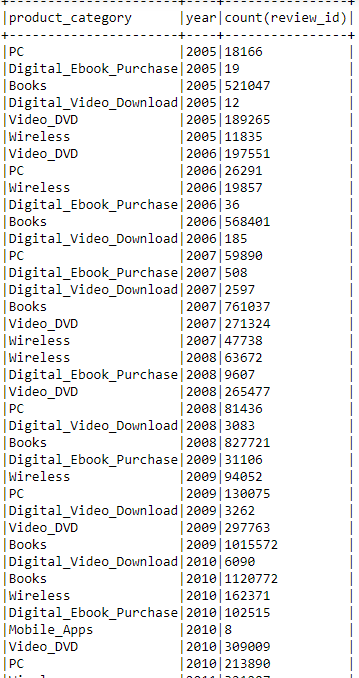 +----------------------+----+----------------+
|product_category      |year|count(review_id)|
+----------------------+----+----------------+
|PC                    |2005|18166
|Digital_Ebook_Purchase|2005|19
|Books                 |2005|521047
|Digital_Video_Download|2005|12
|Video_DVD             |2005|189265
|Wireless              |2005|11835
|Video_DVD             |2006|197551
|PC                    |2006|26291
|Wireless              |2006|19857
|Digital_Ebook_Purchase|2006|36
|Books                 |2006|568401
|Digital_Video_Download|2006|185
|PC                    |2007|59890
|Digital_Ebook_Purchase|2007|508
|Digital_Video_Download|2007|2597
|Books                 |2007|761037
|Video_DVD             |2007|271324
|Wireless              |2007|47738
|Wireless              |2008|63672
|Digital_Ebook_Purchase|2008|9607
|Video_DVD             |2008|265477
|PC                    |2008|81436
|Digital_Video_Download|2008|3083
|Books                 |2008|827721
|Digital_Ebook_Purchase|2009|31106
|Wireless              |2009|94052
|PC                    |2009|130075
|Digital_Video_Download|2009|3262
|Video_DVD             |2009|297763
|Books                 |2009|1015572
|Digital_Video_Download|2010|6090
|Books                 |2010|1120772
|Wireless              |2010|162371
|Digital_Ebook_Purchase|2010|102515
|Mobile_Apps           |2010|8
|Video_DVD             |2010|309009
|PC                    |2010|213890